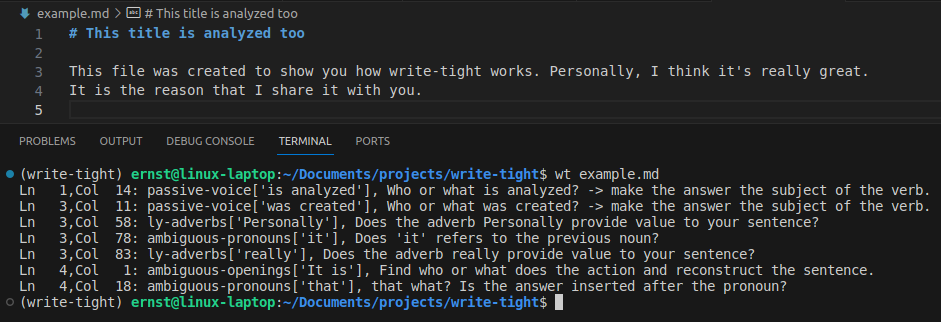 example.md > abc # This title is analyzed too
1 # This title is analyzed too
2
3 This file was created to show you how write-tight works. Personally, I think it's really great.
4 It is the reason that I share it with you.
5
PROBLEMS OUTPUT DEBUG CONSOLE TERMINAL PORTS
(write-tight) ernst@linux-laptop:~/Documents/projects/write-tight$ wt example.md
Ln   1,Col  14: passive-voice['is analyzed'], Who or what is analyzed? -> make the answer the subject of the verb.
Ln   3,Col  11: passive-voice['was created'], Who or what was created? -> make the answer the subject of the verb.
Ln   3,Col  58: ly-adverbs['Personally'], Does the adverb Personally provide value to your sentence?
Ln   3,Col  78: ambiguous-pronouns['it'], Does 'it' refers to the previous noun?
Ln   3,Col  83: ly-adverbs['really'], Does the adverb really provide value to your sentence?
Ln   4,Col   1: ambiguous-openings['It is'], Find who or what does the action and reconstruct the sentence.
Ln   4,Col  18: ambiguous-pronouns['that'], that what? Is the answer inserted after the pronoun?
(write-tight) ernst@linux-laptop:~/Documents/projects/write-tight$